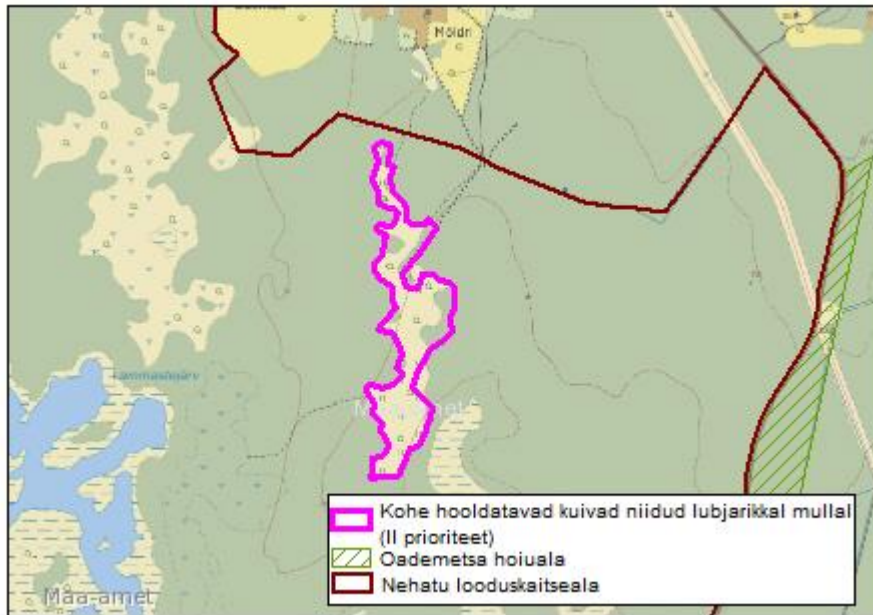 Möldri
Maa-amet
Kohe hooldatavad kuivad niidud lubjarikkal mullal
(II prioriteet)
Oademetsa hoiuala
Nehatu looduskaitseala
Maa-amet